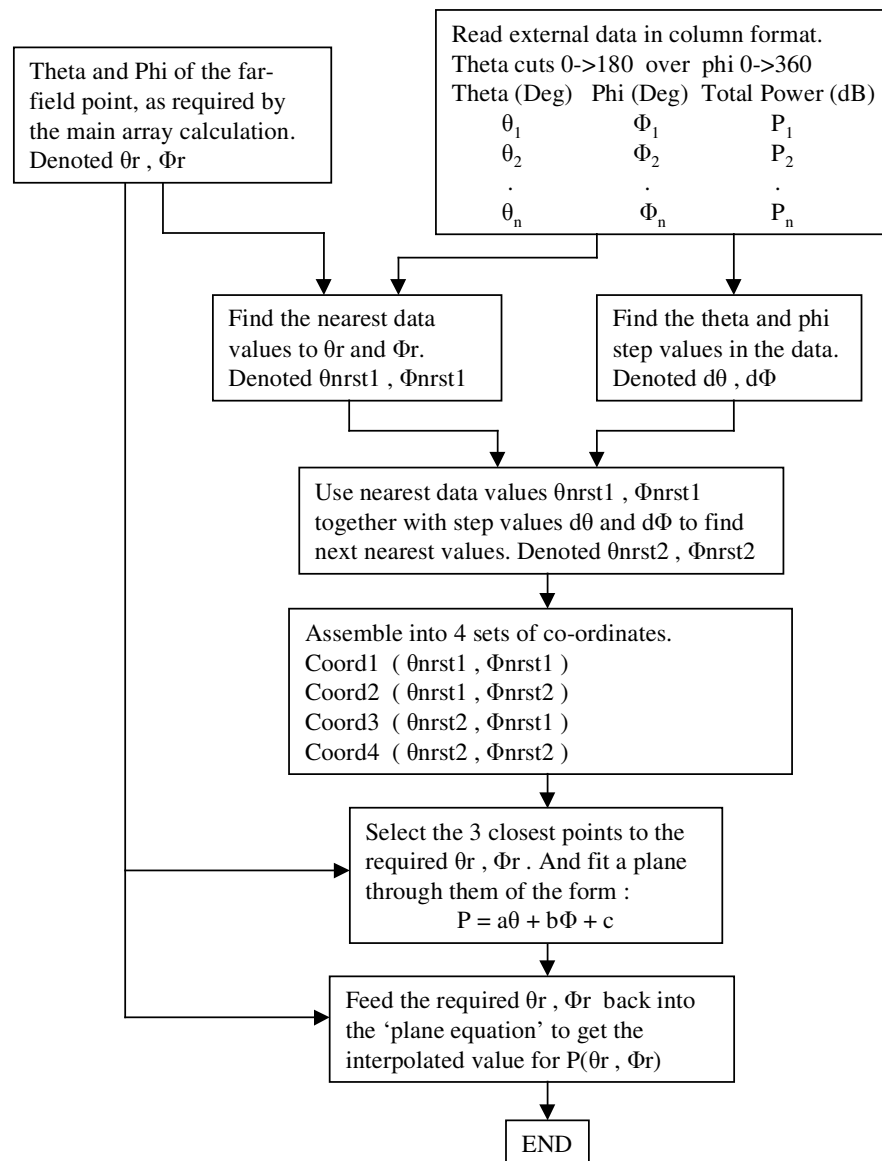 Theta and Phi of the far-
field point, as required by
the main array calculation.
Denoted θr , Φr
Read external data in column format.
Theta cuts 0->180 over phi 0->360
Theta (Deg) Phi (Deg) Total Power (dB)
θ₁ Φ₁ P₁
θ₂ Φ₂ P₂
. . .
θₙ Φₙ Pₙ
Find the nearest data
values to θr and Φr.
Denoted θnrst1 , Φnrst1
Find the theta and phi
step values in the data.
Denoted dθ , dΦ
Use nearest data values θnrst1 , Φnrst1
together with step values dθ and dΦ to find
next nearest values. Denoted θnrst2 , Φnrst2
Assemble into 4 sets of co-ordinates.
Coord1 ( θnrst1 , Φnrst1 )
Coord2 ( θnrst1 , Φnrst2 )
Coord3 ( θnrst2 , Φnrst1 )
Coord4 ( θnrst2 , Φnrst2 )
Select the 3 closest points to the
required θr , Φr . And fit a plane
through them of the form :
P = aθ + bΦ + c
Feed the required θr , Φr back into
the ‘plane equation’ to get the
interpolated value for P(θr , Φr)
END